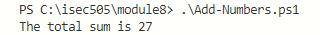 PS C:\isec505\module8> .\Add-Numbers.ps1
The total sum is 27